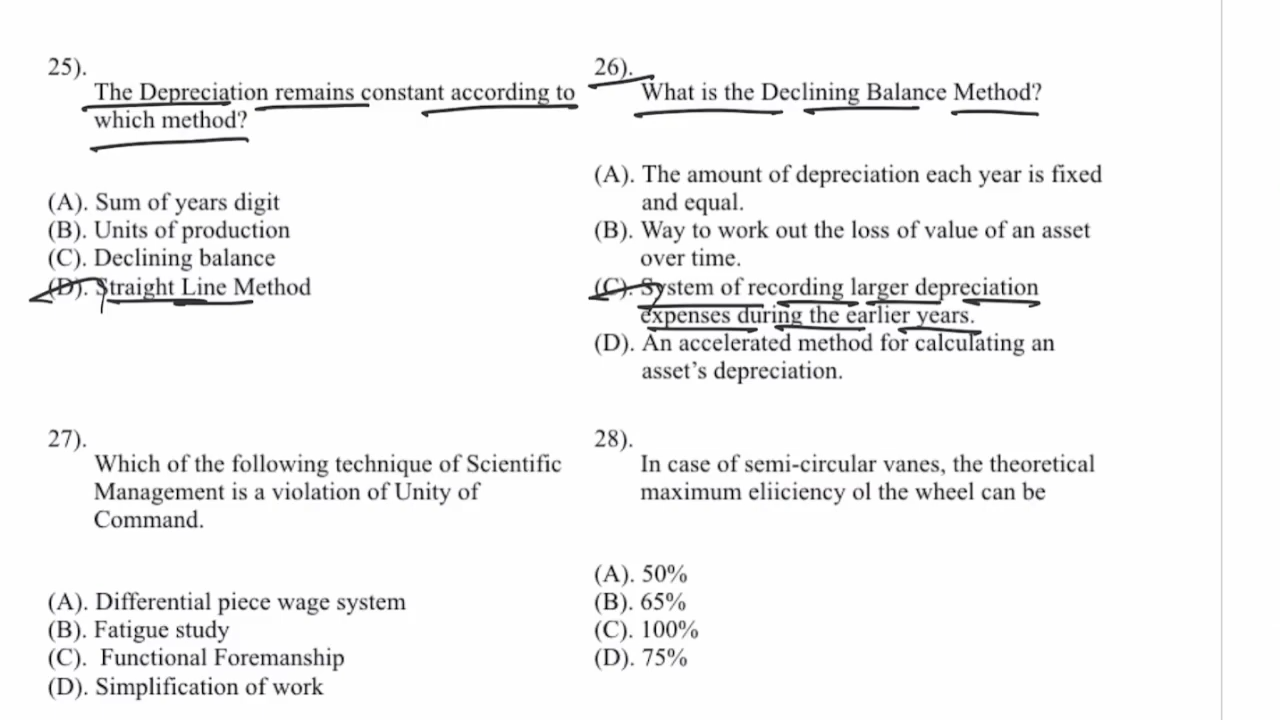 25).
The Depreciation remains constant according to
which method?
(A). Sum of years digit
(B). Units of production
(C). Declining balance
(D). Straight Line Method
26).
What is the Declining Balance Method?
(A). The amount of depreciation each year is fixed
and equal.
(B). Way to work out the loss of value of an asset
over time.
(C). System of recording larger depreciation
expenses during the earlier years.
(D). An accelerated method for calculating an
asset’s depreciation.
27).
Which of the following technique of Scientific
Management is a violation of Unity of
Command.
(A). Differential piece wage system
(B). Fatigue study
(C). Functional Foremanship
(D). Simplification of work
28).
In case of semi-circular vanes, the theoretical
maximum eliiciency ol the wheel can be
(A). 50%
(B). 65%
(C). 100%
(D). 75%